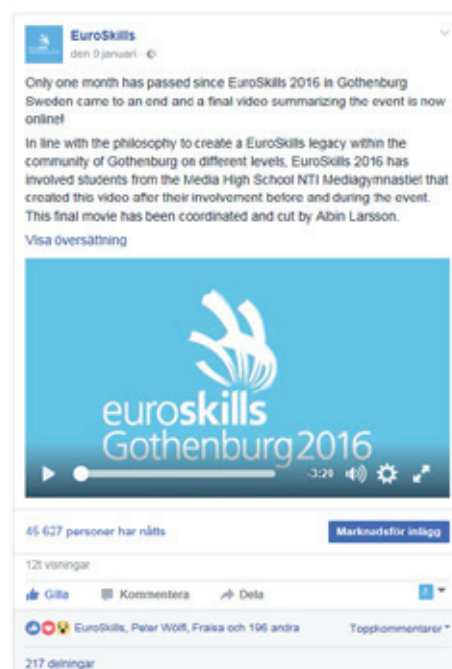 EuroSkills
den 9 januari
Only one month has passed since EuroSkills 2016 in Gothenburg
Sweden came to an end and a final video summarizing the event is now
online!
In line with the philosophy to create a EuroSkills legacy within the
community of Gothenburg on different levels, EuroSkills 2016 has
involved students from the Media High School NTI Mediagymnastiet that
created this video after their involvement before and during the event.
This final movie has been coordinated and cut by Albin Larsson.
Visa översättning
euroskills
Gothenburg 2016
-3:20
45 627 personer har nåtts
Marknadsför inlägg
12t visningar
Gilla Kommentera Dela
EuroSkills, Peter Wölfl, Fraisa och 196 andra
Toppkommentarer
217 delningar